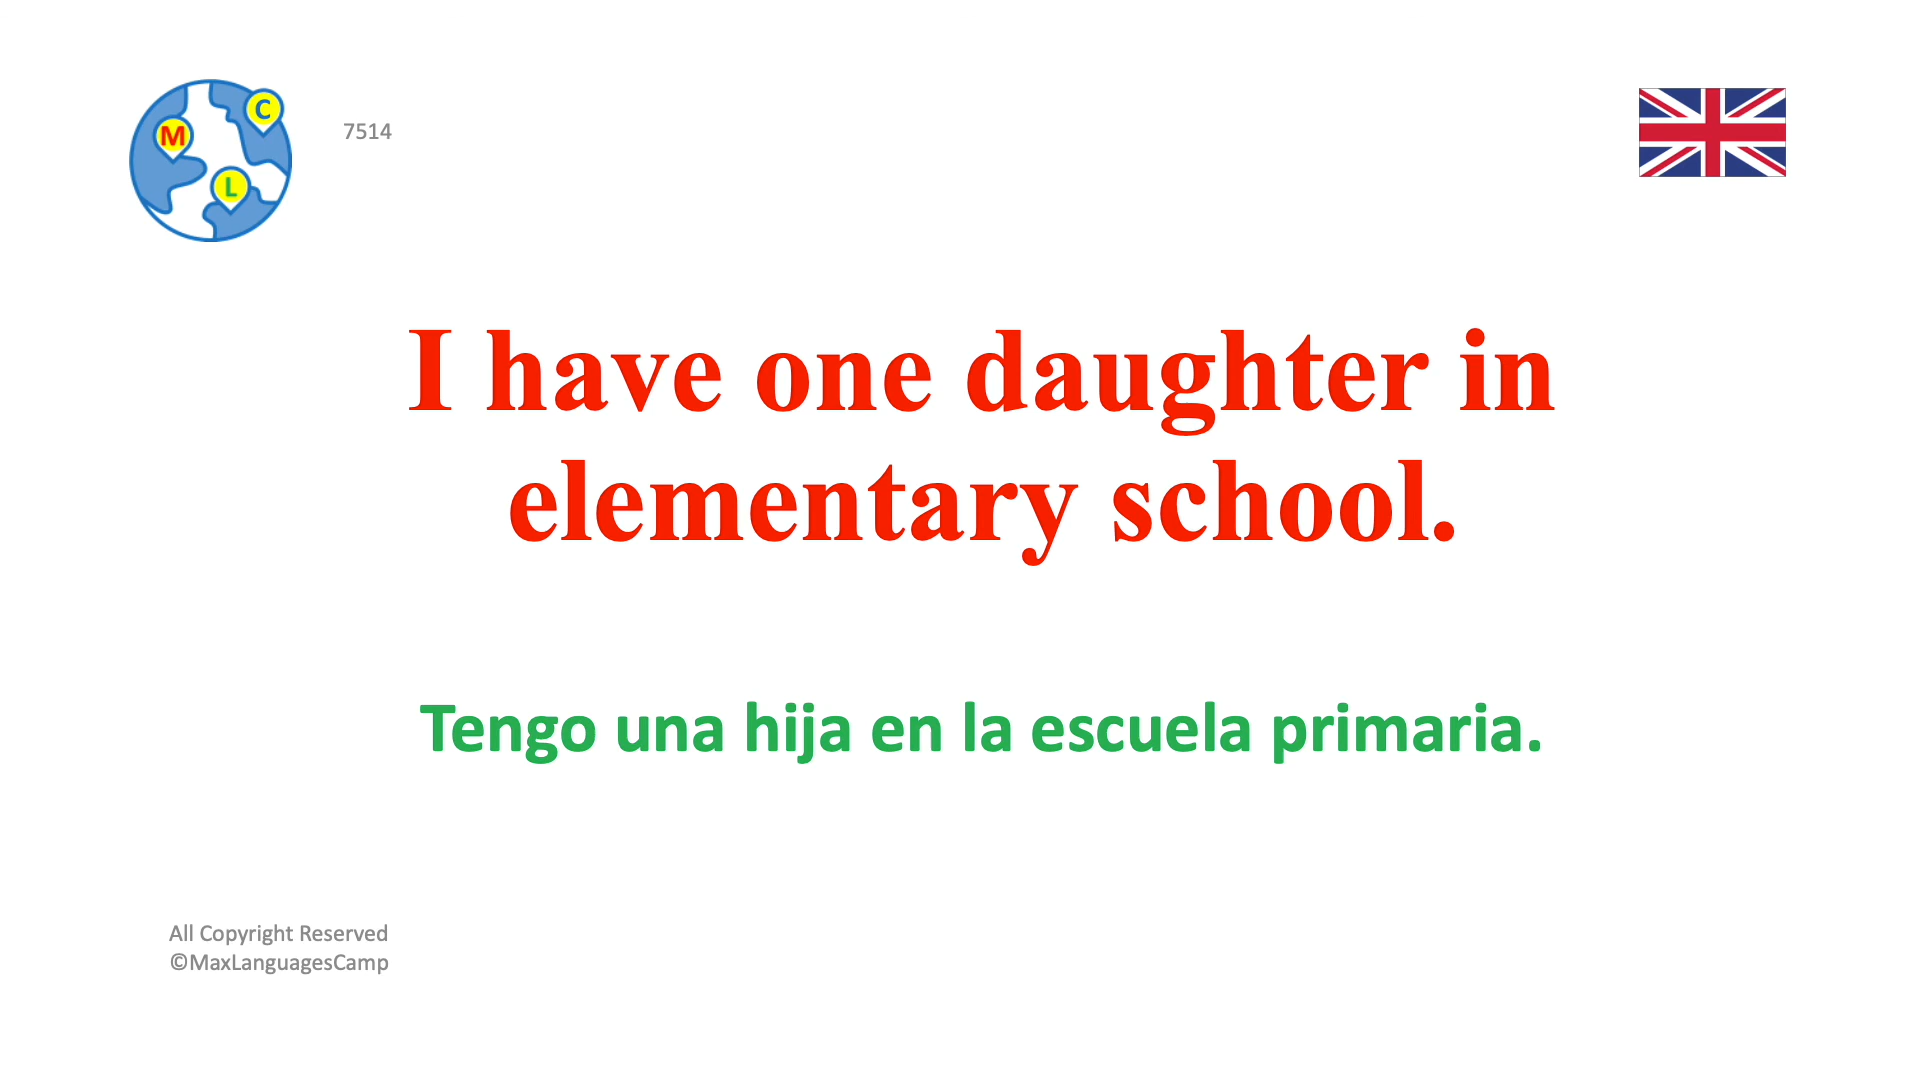 M
C
L
7514
I have one daughter in
elementary school.
Tengo una hija en la escuela primaria.
All Copyright Reserved
©MaxLanguagesCamp